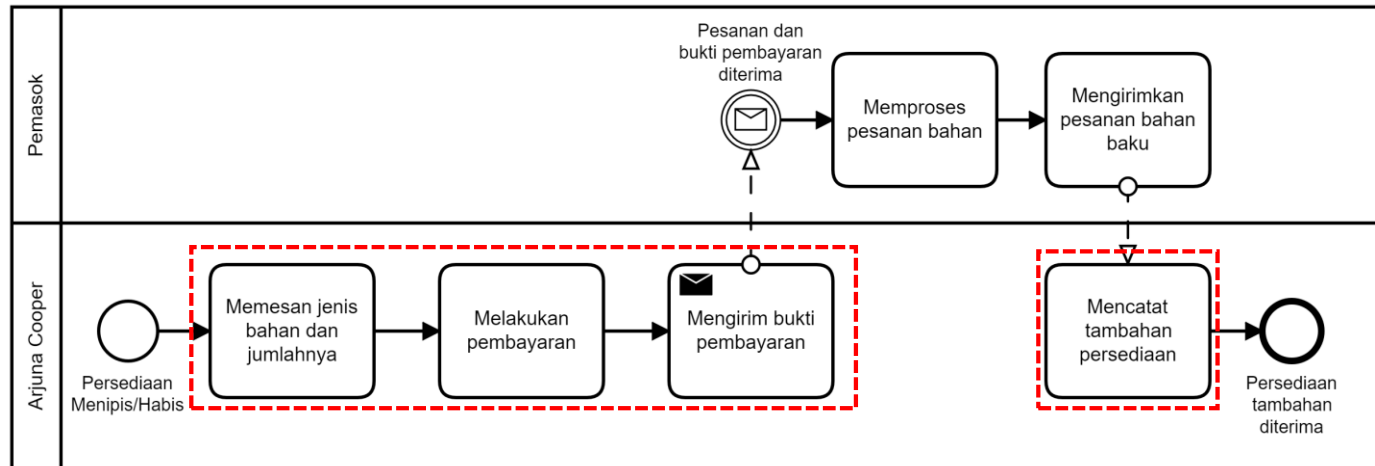 Pemasok
Pesanan dan
bukti pembayaran
diterima
Memproses
pesanan bahan
Mengirimkan
pesanan bahan
baku
Arjuna Cooper
Persediaan
Menipis/Habis
Memesan jenis
bahan dan
jumlahnya
Melakukan
pembayaran
Mengirim bukti
pembayaran
Mencatat
tambahan
persediaan
Persediaan
tambahan
diterima